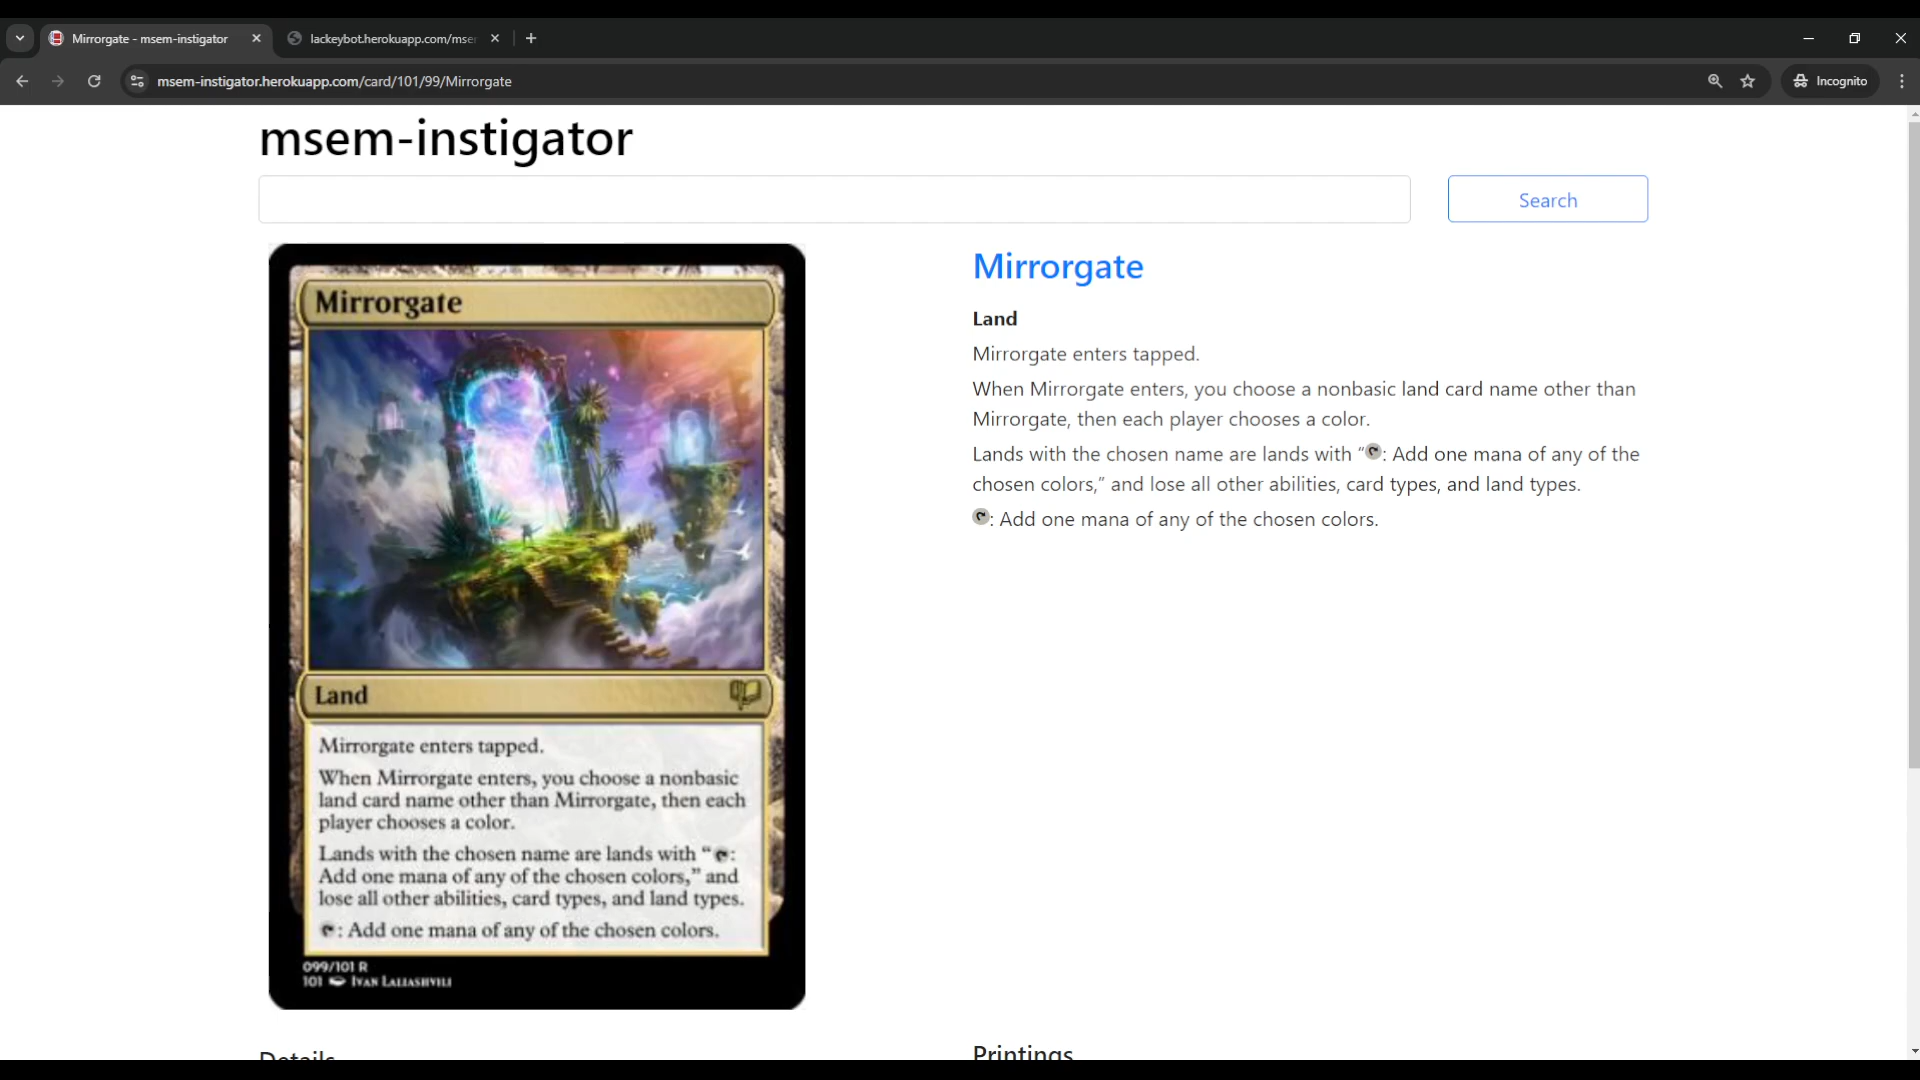 Mirrorgate - msem-instigator
lackeybot.herokuapp.com/mse
msem-instigator.herokuapp.com/card/101/99/Mirrorgate
Incognito
msem-instigator
Search
Mirrorgate
Land
Mirrorgate enters tapped.
When Mirrorgate enters, you choose a nonbasic
land card name other than Mirrorgate, then each
player chooses a color.
Lands with the chosen name are lands with “ :
Add one mana of any of the chosen colors,” and
lose all other abilities, card types, and land types.
: Add one mana of any of the chosen colors.
099/101 R
101 Ivan Laliashvili
Mirrorgate
Land
Mirrorgate enters tapped.
When Mirrorgate enters, you choose a nonbasic land card name other than
Mirrorgate, then each player chooses a color.
Lands with the chosen name are lands with “ : Add one mana of any of the
chosen colors,” and lose all other abilities, card types, and land types.
: Add one mana of any of the chosen colors.
Details
Printings